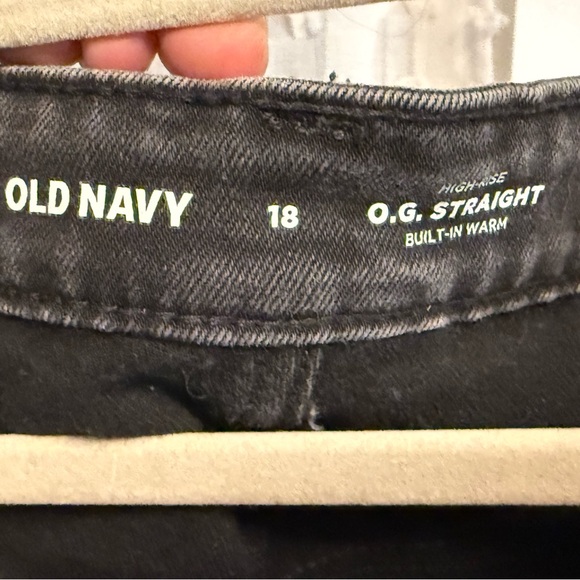 OLD NAVY
18
HIGH-RISE
O.G. STRAIGHT
BUILT-IN WARM